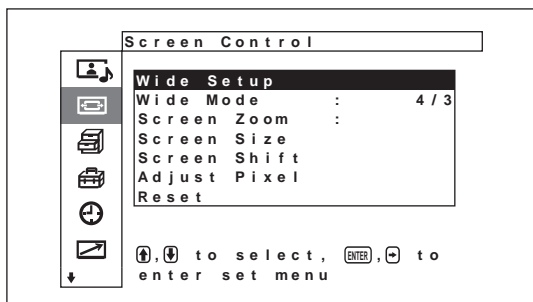 Screen Control
Wide Setup
Wide Mode : 4/3
Screen Zoom :
Screen Size
Screen Shift
Adjust Pixel
Reset
↑,↓ to select, ENTER,→ to
enter set menu